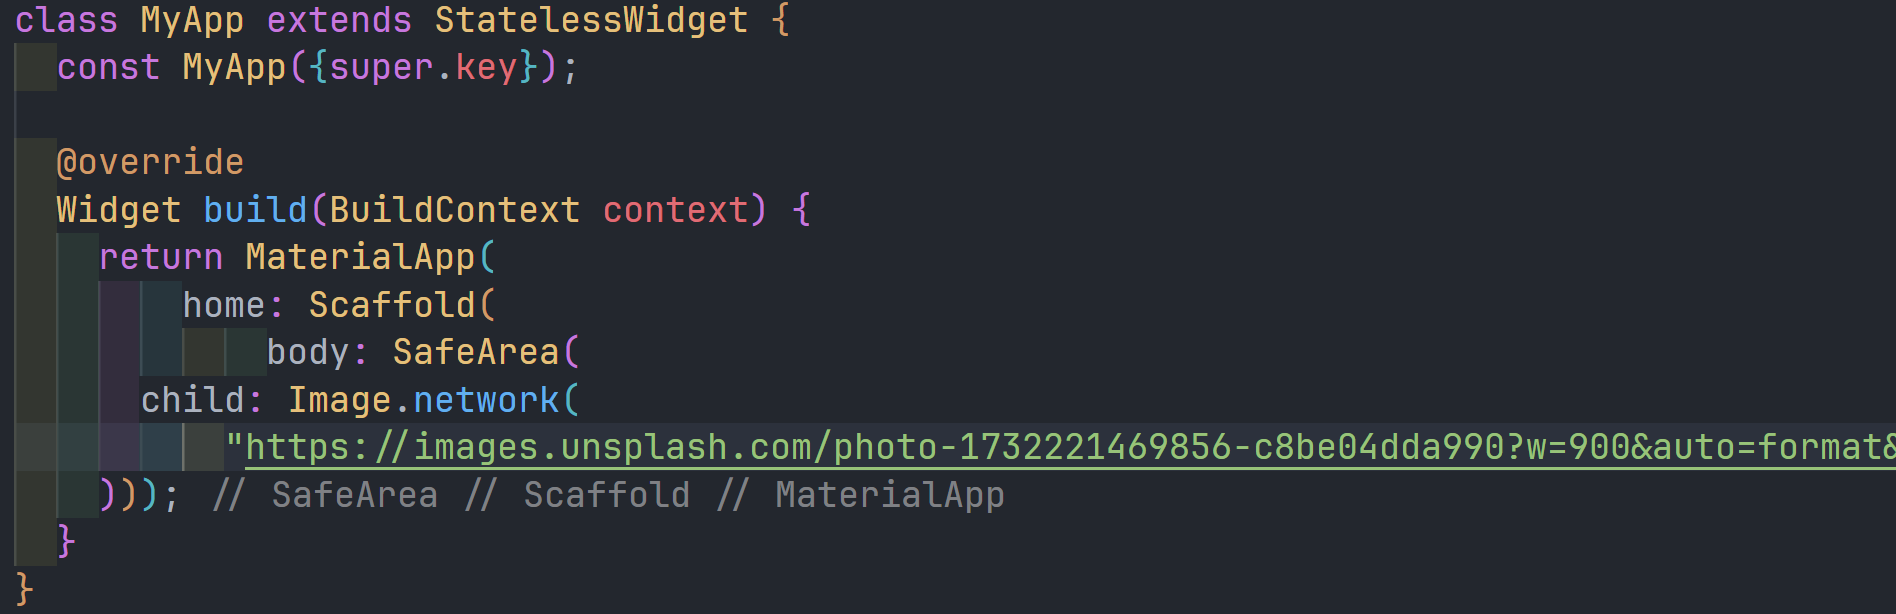 class MyApp extends StatelessWidget {
  const MyApp({super.key});

  @override
  Widget build(BuildContext context) {
    return MaterialApp(
        home: Scaffold(
            body: SafeArea(
      child: Image.network(
          "https://images.unsplash.com/photo-1732221469856-c8be04dda990?w=900&auto=format&
    ))); // SafeArea // Scaffold // MaterialApp
  }
}